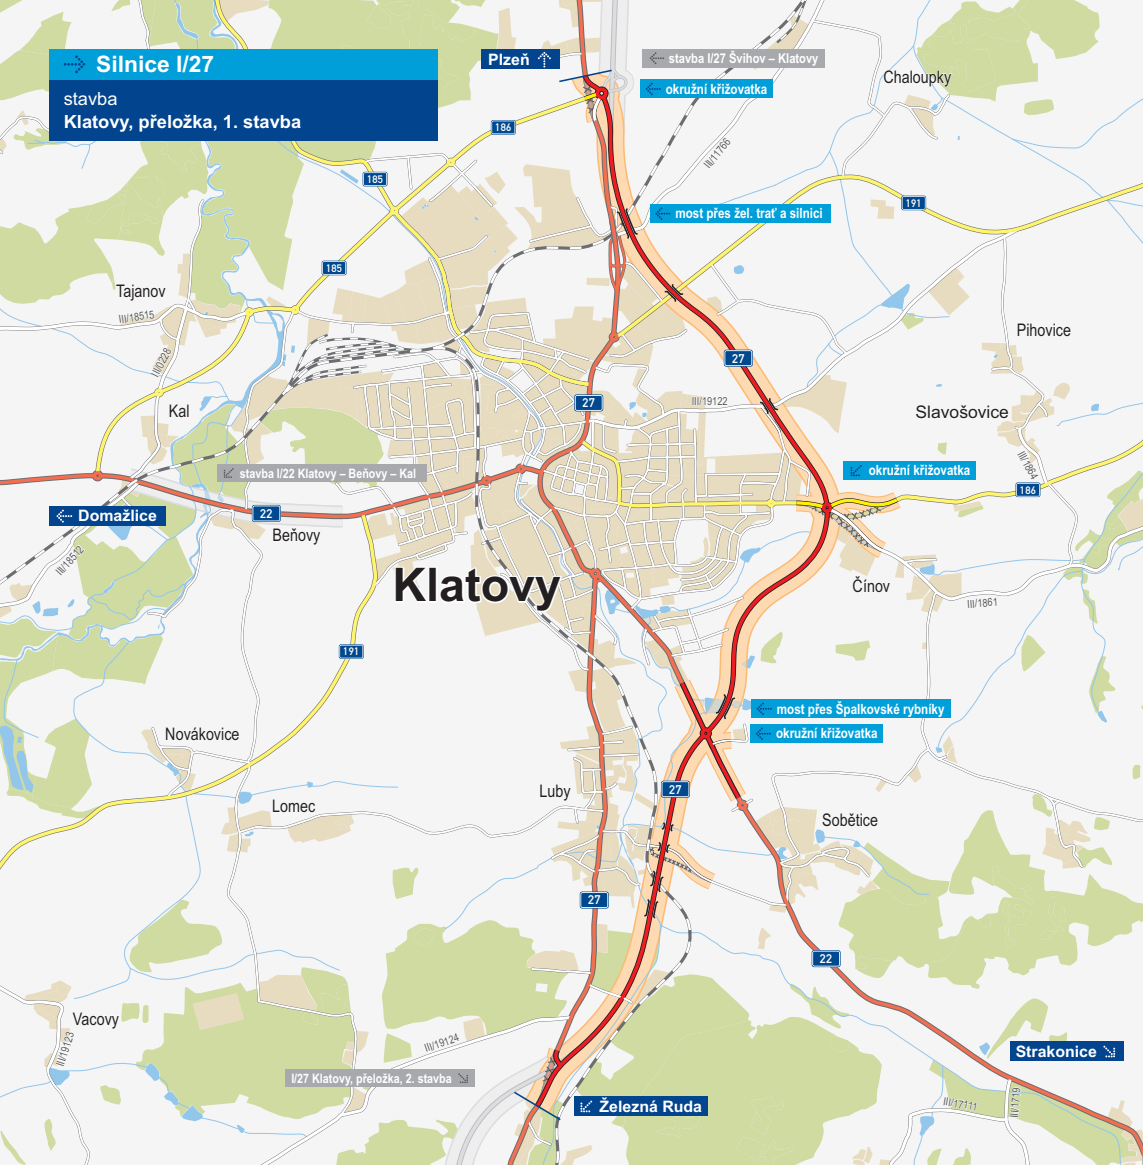 Silnice I/27
stavba
Klatovy, přeložka, 1. stavba
Plzeň
stavba I/27 Švihov – Klatovy
okružní křižovatka
Chaloupky
186
III/11766
185
191
most přes žel. trať a silnici
185
Tajanov
III/18515
Pihovice
III/0228
27
Kal
27
III/19122
Slavošovice
stavba I/22 Klatovy – Beňovy – Kal
okružní křižovatka
III/1864
186
Domažlice
22
Beňovy
III/18512
Klatovy
Čínov
III/1861
191
most přes Špalkovské rybníky
okružní křižovatka
Novákovice
27
Luby
Lomec
Sobětice
27
22
Vacovy
III/19123
III/19124
Strakonice
I/27 Klatovy, přeložka, 2. stavba
Železná Ruda
III/17111
III/1719